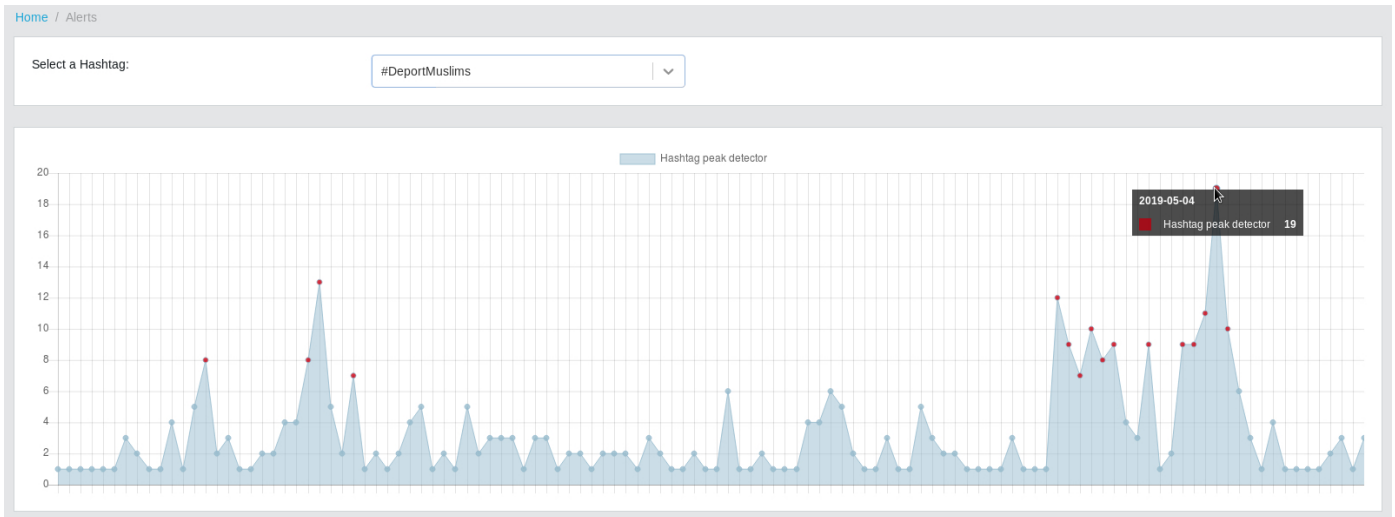 Home / Alerts
Select a Hashtag:
#DeportMuslims
Hashtag peak detector
20
18
2019-05-04
Hashtag peak detector 19
16
14
12
10
8
6
4
2
0